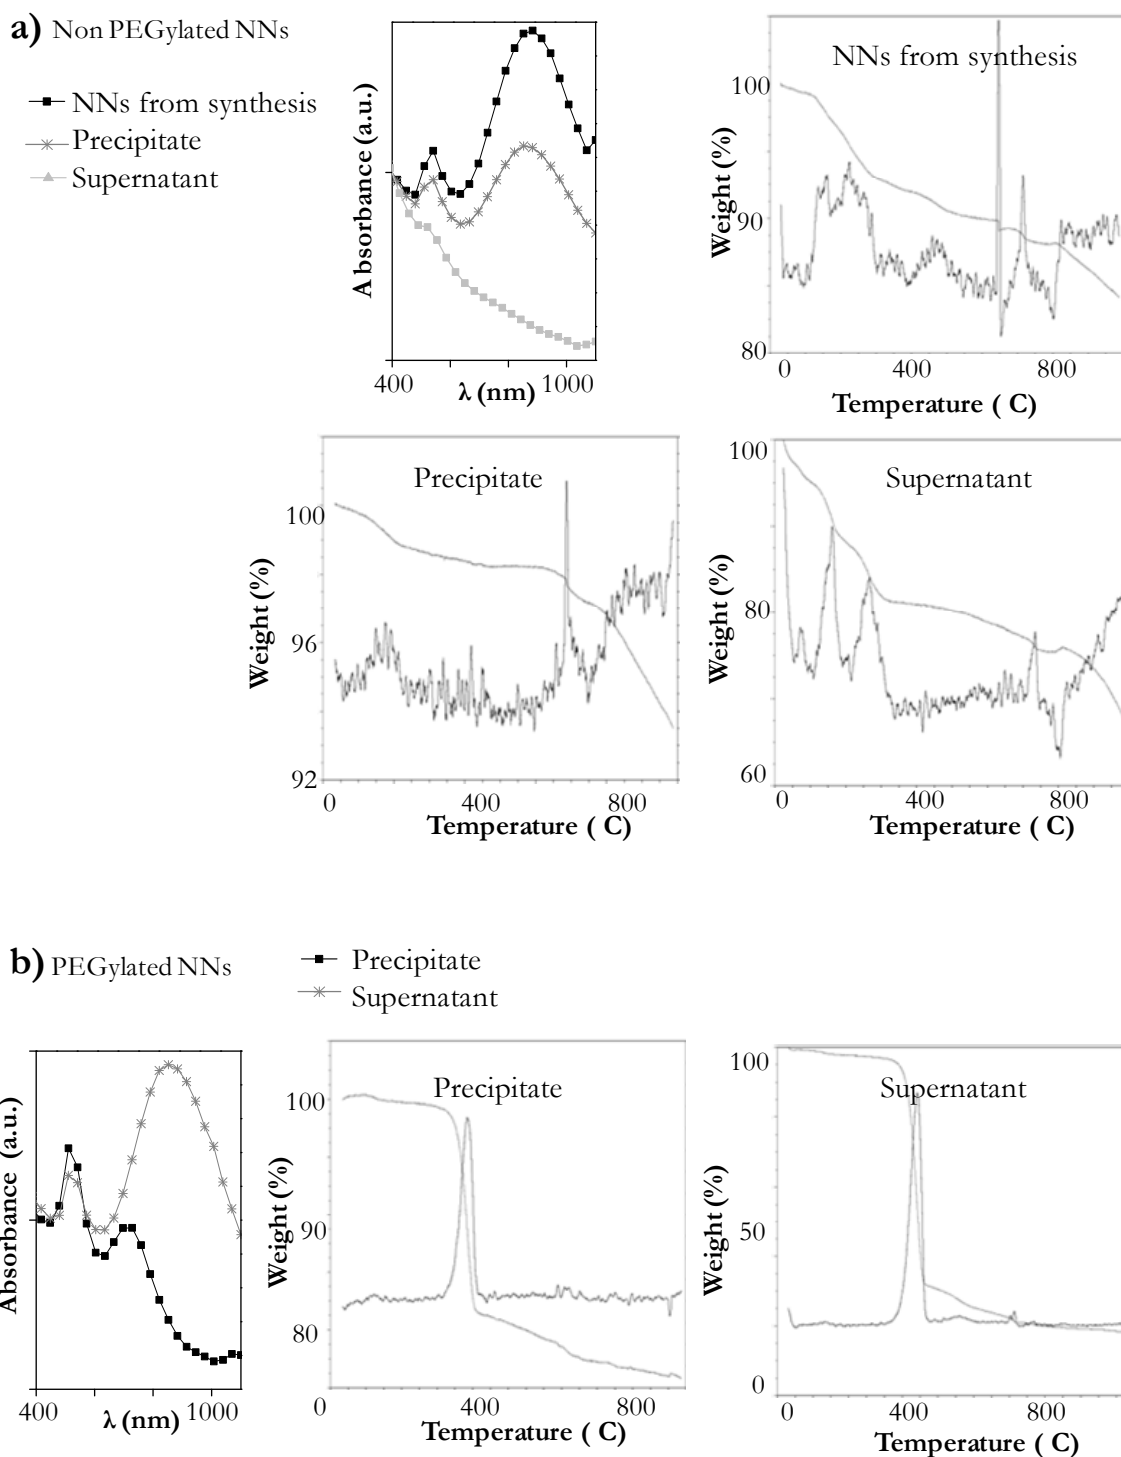 a) Non PEGylated NNs
NNs from synthesis
Precipitate
Supernatant
Absorbance (a.u.)
400 1000
λ (nm)
NNs from synthesis
Weight (%)
100
90
80
0 400 800
Temperature ( C)
Precipitate
Weight (%)
100
96
92
0 400 800
Temperature ( C)
Supernatant
Weight (%)
100
80
60
0 400 800
Temperature ( C)
b) PEGylated NNs
Precipitate
Supernatant
Absorbance (a.u.)
400 1000
λ (nm)
Precipitate
Weight (%)
100
90
80
0 400 800
Temperature ( C)
Supernatant
Weight (%)
100
50
0
0 400 800
Temperature ( C)